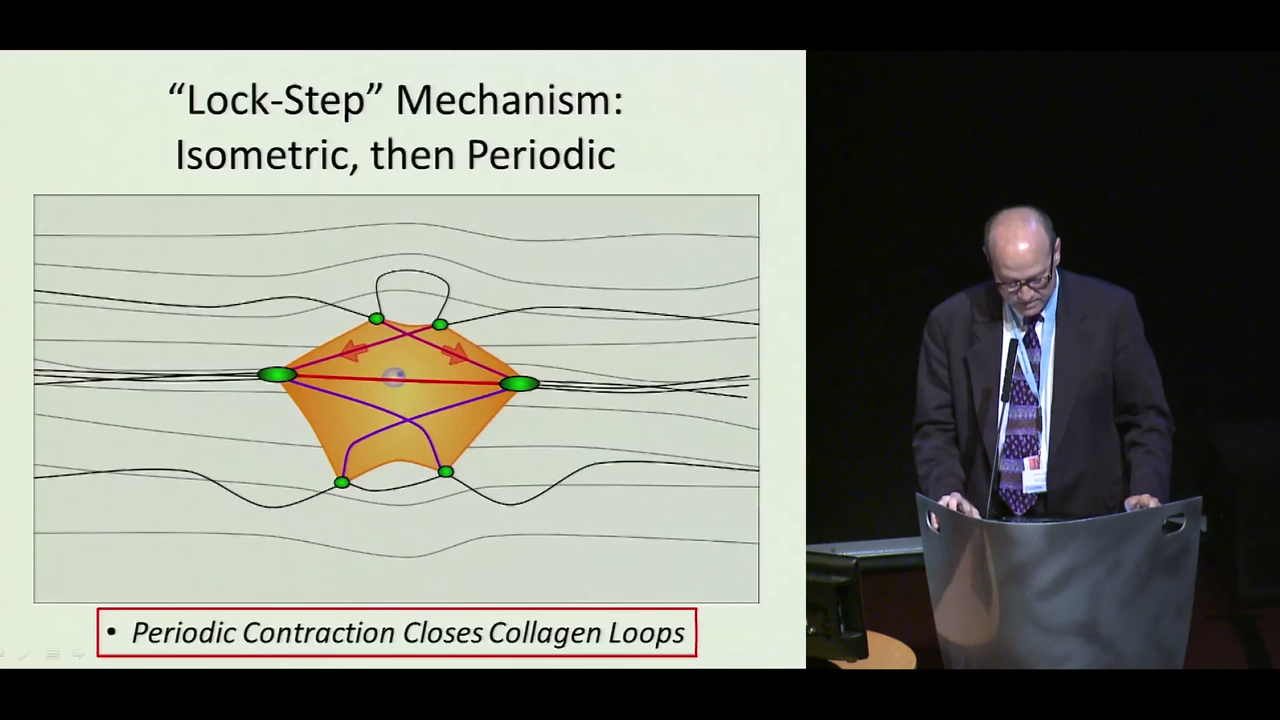 “Lock-Step” Mechanism:
Isometric, then Periodic
• Periodic Contraction Closes Collagen Loops